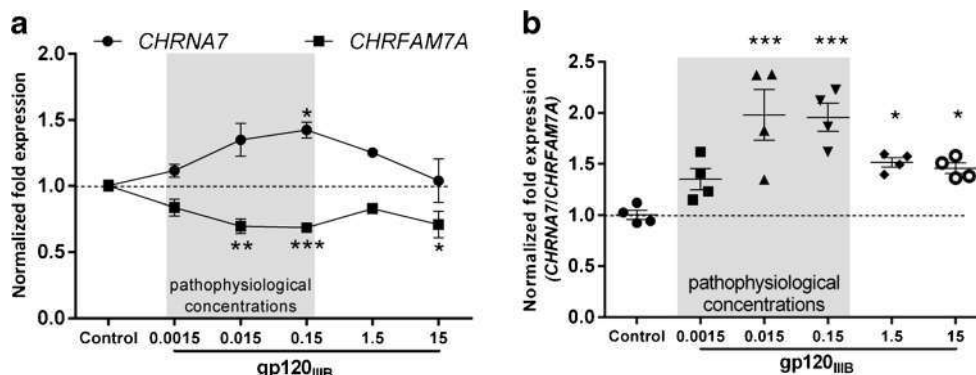 a
CHRNA7 CHRFAM7A
Normalized fold expression
2.0
1.5
1.0
0.5
0.0
*
** *** *
pathophysiological
concentrations
Control 0.0015 0.015 0.15 1.5 15
gp120IIIB
b
Normalized fold expression
(CHRNA7/CHRFAM7A)
2.5
2.0
1.5
1.0
0.5
0.0
*** ***
* *
pathophysiological
concentrations
Control 0.0015 0.015 0.15 1.5 15
gp120IIIB